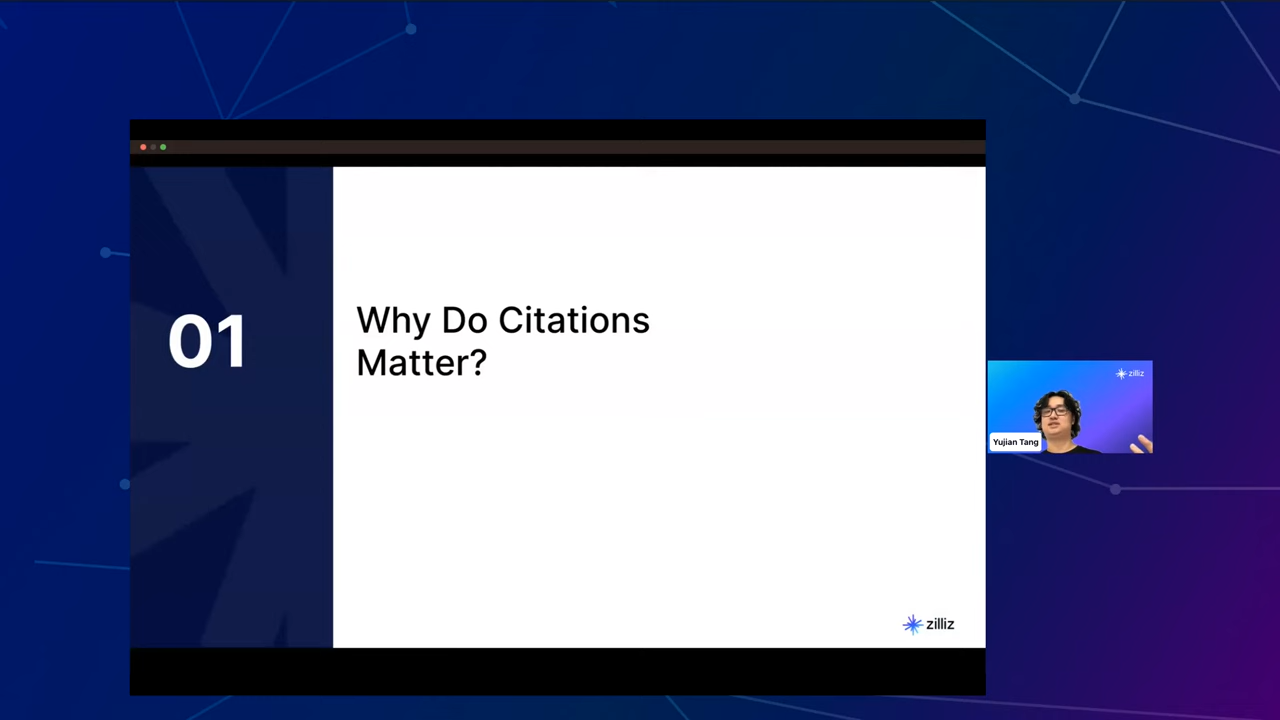 01
Why Do Citations
Matter?
zilliz
zilliz
Yujian Tang